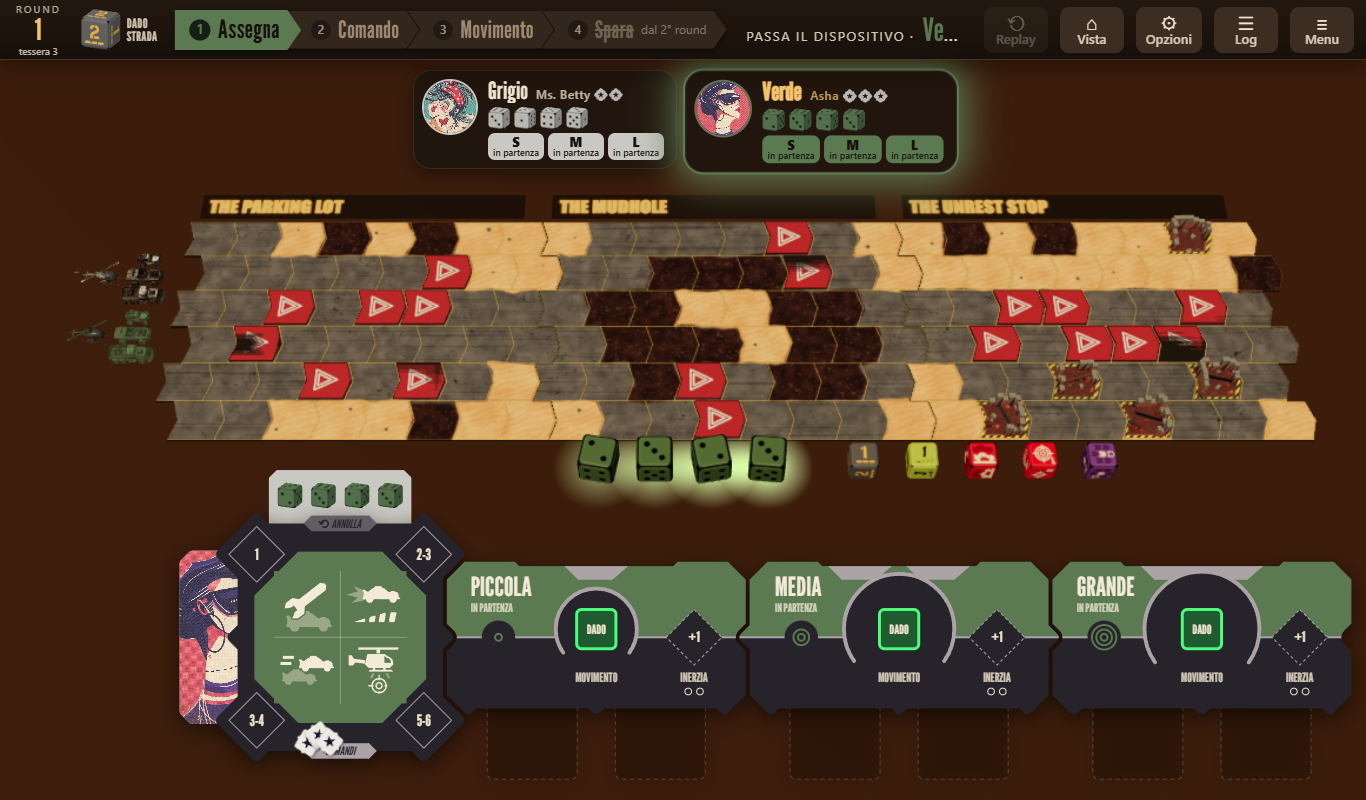 ROUND
1
tessera 3
2
DADO
STRADA
1 Assegna
2 Comando
3 Movimento
4 Spara dal 2° round
PASSA IL DISPOSITIVO · Ve...
Replay
Vista
Opzioni
Log
Menu
Grigio Ms. Betty
S
in partenza
M
in partenza
L
in partenza
Verde Asha
S
in partenza
M
in partenza
L
in partenza
THE PARKING LOT
THE MUDHOLE
THE UNREST STOP
1
1
ANNULLA
1
2-3
3-4
5-6
PICCOLA
IN PARTENZA
DADO
+1
MOVIMENTO
INERZIA
MEDIA
IN PARTENZA
DADO
+1
MOVIMENTO
INERZIA
GRANDE
IN PARTENZA
DADO
+1
MOVIMENTO
INERZIA